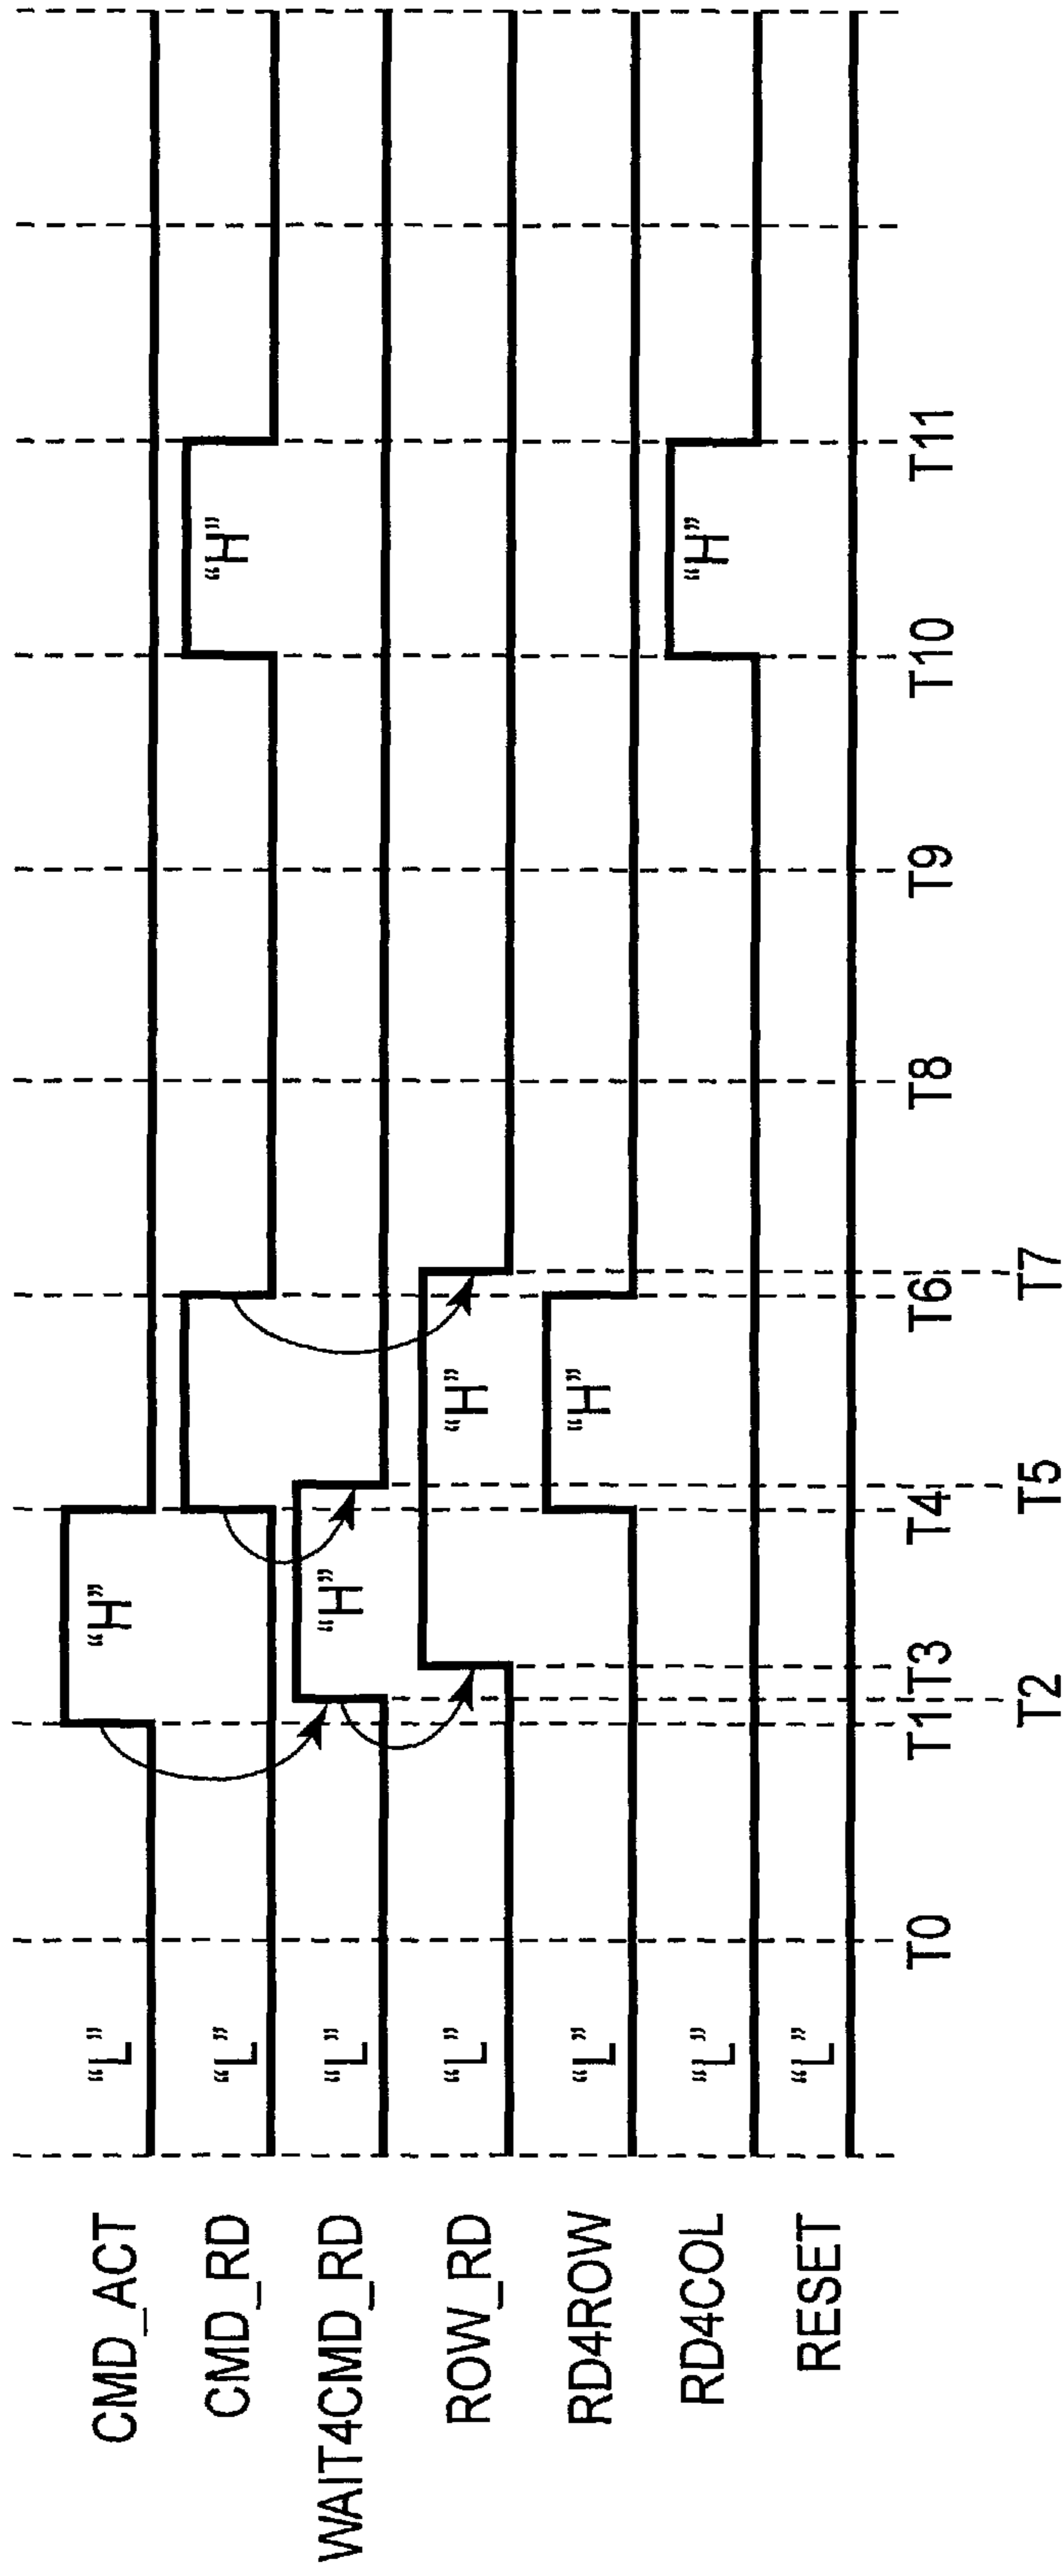 CMD_ACT “L” “H”
CMD_RD “L” “H”
WAIT4CMD_RD “L” “H”
ROW_RD “L” “H”
RD4ROW “L” “H”
RD4COL “L” “H”
RESET “L”
T0 T1 T3 T4 T6 T8 T9 T10 T11
T2 T5 T7